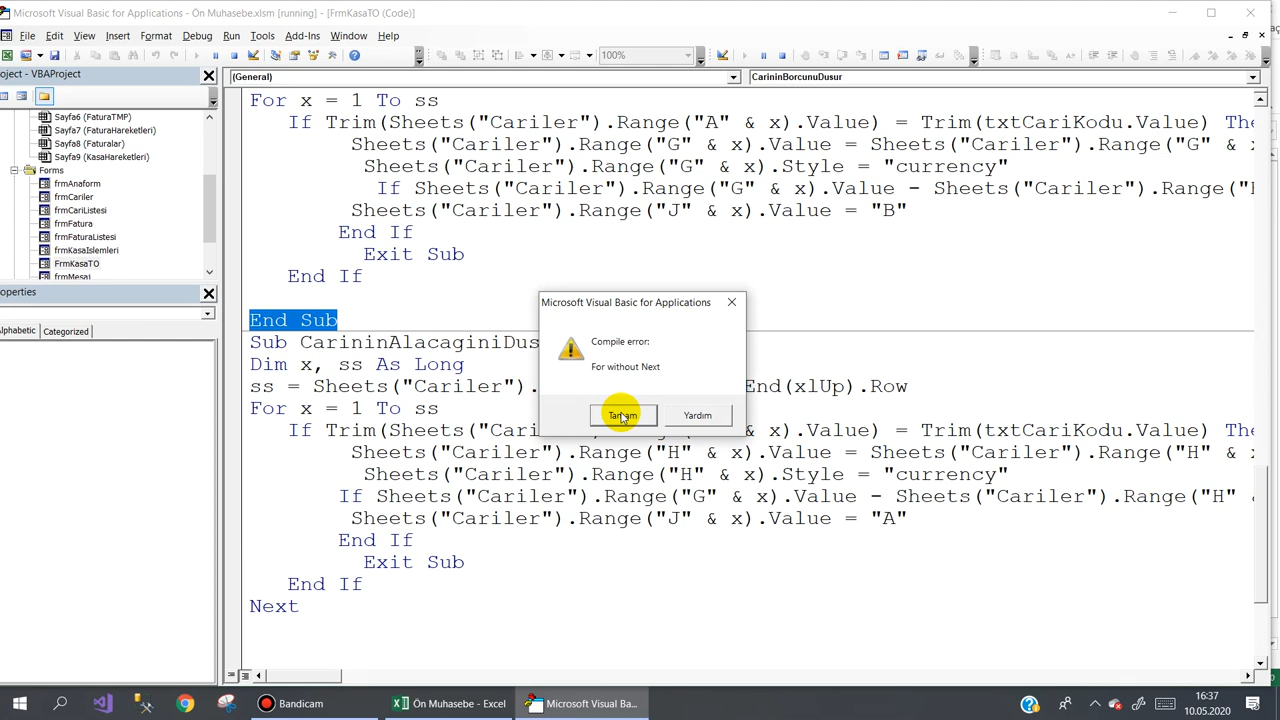 Microsoft Visual Basic for Applications - Ön Muhasebe.xlsm [running] - [FrmKasaTO (Code)]
File Edit View Insert Format Debug Run Tools Add-Ins Window Help
100%
roject - VBAProject
(General)
CarininBorcunuDusur
Sayfa6 (FaturaTMP)
Sayfa7 (FaturaHareketleri)
Sayfa8 (Faturalar)
Sayfa9 (KasaHareketleri)
Forms
frmAnaform
frmCariler
frmCariListesi
frmFatura
frmFaturaListesi
frmKasaIslemleri
FrmKasaTO
frmMesaj
roperties
lphabetic Categorized
For x = 1 To ss
If Trim(Sheets("Cariler").Range("A" & x).Value) = Trim(txtCariKodu.Value) The
Sheets("Cariler").Range("G" & x).Value = Sheets("Cariler").Range("G" &
Sheets("Cariler").Range("G" & x).Style = "currency"
If Sheets("Cariler").Range("G" & x).Value - Sheets("Cariler").Range("
Sheets("Cariler").Range("J" & x).Value = "B"
End If
Exit Sub
End If
End Sub
Sub CarininAlacaginiDus
Dim x, ss As Long
ss = Sheets("Cariler"). End(xlUp).Row
For x = 1 To ss
If Trim(Sheets("Cari ).Value) = Trim(txtCariKodu.Value) The
Sheets("Cariler").Range("H" & x).Value = Sheets("Cariler").Range("H" &
Sheets("Cariler").Range("H" & x).Style = "currency"
If Sheets("Cariler").Range("G" & x).Value - Sheets("Cariler").Range("H" &
Sheets("Cariler").Range("J" & x).Value = "A"
End If
Exit Sub
End If
Next
Microsoft Visual Basic for Applications
Compile error:
For without Next
Tamam Yardım
Bandicam
Ön Muhasebe - Excel
Microsoft Visual Ba...
16:37
10.05.2020